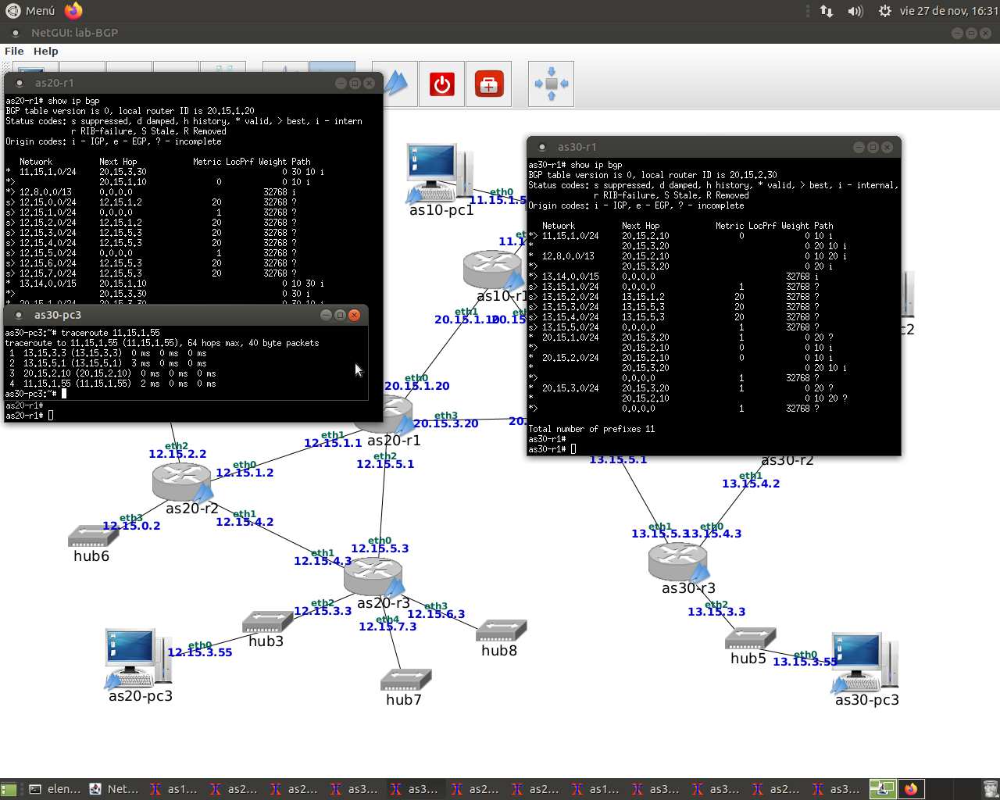 Menú
vie 27 de nov, 16:31
NetGUI: lab-BGP
File Help
as20-r1
as20-r1# show ip bgp
BGP table version is 0, local router ID is 20.15.1.20
Status codes: s suppressed, d damped, h history, * valid, > best, i - intern
r RIB-failure, S Stale, R Removed
Origin codes: i - IGP, e - EGP, ? - incomplete
Network Next Hop Metric LocPrf Weight Path
* 11.15.1.0/24 20.15.3.30 0 30 10 i
*> 20.15.1.10 0 0 10 i
*> 12.8.0.0/13 0.0.0.0 32768 i
s> 12.15.0.0/24 12.15.1.2 20 32768 ?
s> 12.15.1.0/24 0.0.0.0 1 32768 ?
s> 12.15.2.0/24 12.15.1.2 20 32768 ?
s> 12.15.3.0/24 12.15.5.3 20 32768 ?
s> 12.15.4.0/24 12.15.5.3 20 32768 ?
s> 12.15.5.0/24 0.0.0.0 1 32768 ?
s> 12.15.6.0/24 12.15.5.3 20 32768 ?
s> 12.15.7.0/24 12.15.5.3 20 32768 ?
* 13.14.0.0/15 20.15.1.10 0 10 30 i
*> 20.15.3.30 0 30 i
* 20.15.1.0/24 20.15.3.30 0 30 10 i
as30-pc3
as30-pc3:~# traceroute 11.15.1.55
traceroute to 11.15.1.55 (11.15.1.55), 64 hops max, 40 byte packets
1 13.15.3.3 (13.15.3.3) 0 ms 0 ms 0 ms
2 13.15.5.1 (13.15.5.1) 3 ms 0 ms 0 ms
3 20.15.2.10 (20.15.2.10) 0 ms 0 ms 0 ms
4 11.15.1.55 (11.15.1.55) 2 ms 0 ms 0 ms
as30-pc3:~#
as20-r1#
as20-r1#
as30-r1
as30-r1# show ip bgp
BGP table version is 0, local router ID is 20.15.2.30
Status codes: s suppressed, d damped, h history, * valid, > best, i - internal,
r RIB-failure, S Stale, R Removed
Origin codes: i - IGP, e - EGP, ? - incomplete
Network Next Hop Metric LocPrf Weight Path
*> 11.15.1.0/24 20.15.2.10 0 0 10 i
* 20.15.3.20 0 20 10 i
* 12.8.0.0/13 20.15.2.10 0 10 20 i
*> 20.15.3.20 0 20 i
*> 13.14.0.0/15 0.0.0.0 32768 i
s> 13.15.1.0/24 0.0.0.0 1 32768 ?
s> 13.15.2.0/24 13.15.1.2 20 32768 ?
s> 13.15.3.0/24 13.15.5.3 20 32768 ?
s> 13.15.4.0/24 13.15.5.3 20 32768 ?
s> 13.15.5.0/24 0.0.0.0 1 32768 ?
* 20.15.1.0/24 20.15.3.20 1 0 20 ?
*> 20.15.2.10 0 0 10 i
* 20.15.2.0/24 20.15.2.10 0 0 10 i
* 20.15.3.20 0 20 10 i
*> 0.0.0.0 1 32768 ?
* 20.15.3.0/24 20.15.3.20 1 0 20 ?
* 20.15.2.10 0 10 20 ?
*> 0.0.0.0 1 32768 ?
Total number of prefixes 11
as30-r1#
as30-r1#
eth0
11.15.1.5
as10-pc1
et
11.1
as10-r1
eth1
20.15.1.10
20.15
eth
c2
eth0
20.15.1.20
eth3
20.15.3.20
20.
as20-r1
eth1
12.15.1.1
eth2
12.15.5.1
eth2
12.15.2.2
eth0
12.15.1.2
as20-r2
eth1
12.15.4.2
eth3
12.15.0.2
hub6
13.15.5.1
as30-r2
eth1
13.15.4.2
eth0
12.15.5.3
eth1
12.15.4.3
as20-r3
eth2
12.15.3.3
eth4
12.15.7.3
eth3
12.15.6.3
hub3
hub8
eth0
12.15.3.55
as20-pc3
hub7
eth1
13.15.5.3
eth0
13.15.4.3
as30-r3
eth2
13.15.3.3
hub5
eth0
13.15.3.55
as30-pc3
elen...
Net...
as1...
as2...
as2...
as3...
as3...
as2...
as2...
as1...
as3...
as3...
as2...
as3...